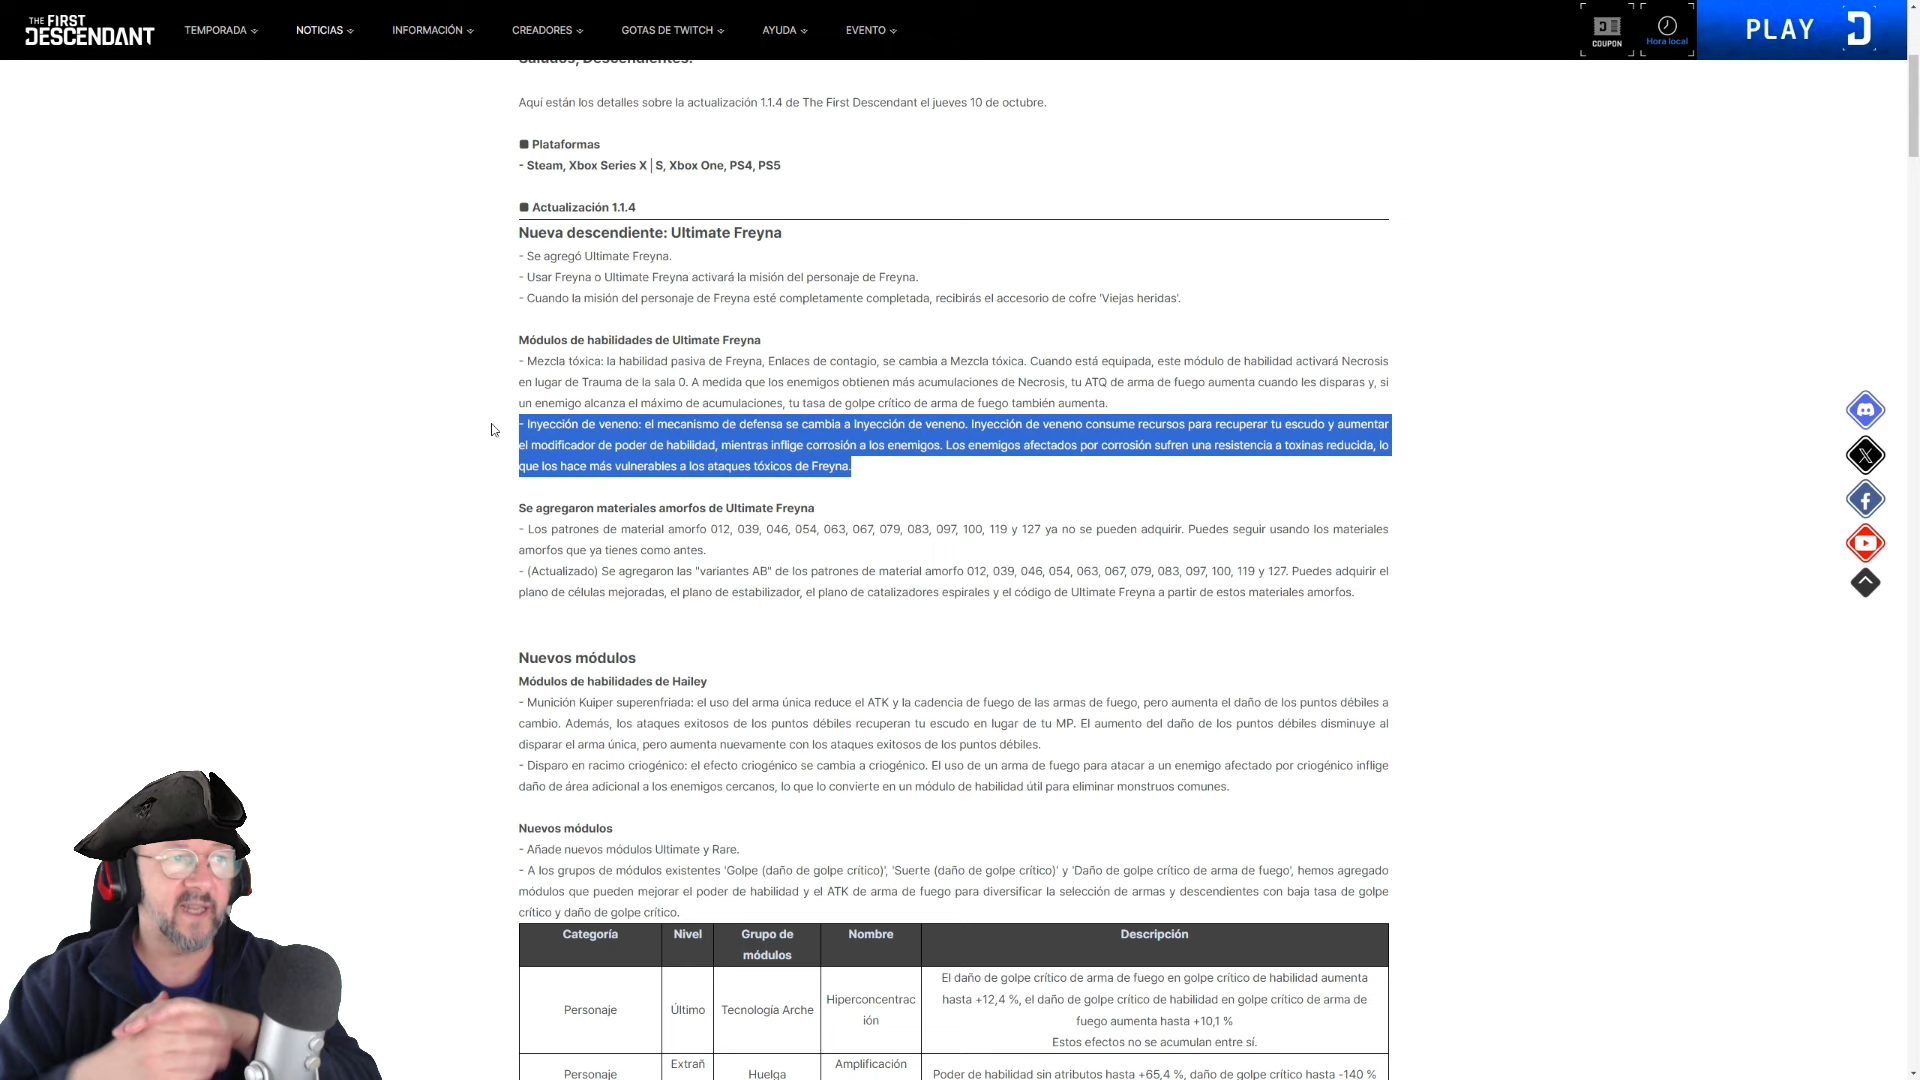 THE FIRST
DESCENDANT
TEMPORADA
NOTICIAS
INFORMACIÓN
CREADORES
GOTAS DE TWITCH
AYUDA
EVENTO
COUPON
Hora local
PLAY
Saludos, Descendientes.
Aquí están los detalles sobre la actualización 1.1.4 de The First Descendant el jueves 10 de octubre.
■ Plataformas
- Steam, Xbox Series X | S, Xbox One, PS4, PS5
■ Actualización 1.1.4
Nueva descendiente: Ultimate Freyna
- Se agregó Ultimate Freyna.
- Usar Freyna o Ultimate Freyna activará la misión del personaje de Freyna.
- Cuando la misión del personaje de Freyna esté completamente completada, recibirás el accesorio de cofre 'Viejas heridas'.
Módulos de habilidades de Ultimate Freyna
- Mezcla tóxica: la habilidad pasiva de Freyna, Enlaces de contagio, se cambia a Mezcla tóxica. Cuando está equipada, este módulo de habilidad activará Necrosis
en lugar de Trauma de la sala 0. A medida que los enemigos obtienen más acumulaciones de Necrosis, tu ATQ de arma de fuego aumenta cuando les disparas y, si
un enemigo alcanza el máximo de acumulaciones, tu tasa de golpe crítico de arma de fuego también aumenta.
- Inyección de veneno: el mecanismo de defensa se cambia a Inyección de veneno. Inyección de veneno consume recursos para recuperar tu escudo y aumentar
el modificador de poder de habilidad, mientras inflige corrosión a los enemigos. Los enemigos afectados por corrosión sufren una resistencia a toxinas reducida, lo
que los hace más vulnerables a los ataques tóxicos de Freyna.
Se agregaron materiales amorfos de Ultimate Freyna
- Los patrones de material amorfo 012, 039, 046, 054, 063, 067, 079, 083, 097, 100, 119 y 127 ya no se pueden adquirir. Puedes seguir usando los materiales
amorfos que ya tienes como antes.
- (Actualizado) Se agregaron las "variantes AB" de los patrones de material amorfo 012, 039, 046, 054, 063, 067, 079, 083, 097, 100, 119 y 127. Puedes adquirir el
plano de células mejoradas, el plano de estabilizador, el plano de catalizadores espirales y el código de Ultimate Freyna a partir de estos materiales amorfos.
Nuevos módulos
Módulos de habilidades de Hailey
- Munición Kuiper superenfriada: el uso del arma única reduce el ATK y la cadencia de fuego de las armas de fuego, pero aumenta el daño de los puntos débiles a
cambio. Además, los ataques exitosos de los puntos débiles recuperan tu escudo en lugar de tu MP. El aumento del daño de los puntos débiles disminuye al
disparar el arma única, pero aumenta nuevamente con los ataques exitosos de los puntos débiles.
- Disparo en racimo criogénico: el efecto criogénico se cambia a criogénico. El uso de un arma de fuego para atacar a un enemigo afectado por criogénico inflige
daño de área adicional a los enemigos cercanos, lo que lo convierte en un módulo de habilidad útil para eliminar monstruos comunes.
Nuevos módulos
- Añade nuevos módulos Ultimate y Rare.
- A los grupos de módulos existentes 'Golpe (daño de golpe crítico)', 'Suerte (daño de golpe crítico)' y 'Daño de golpe crítico de arma de fuego', hemos agregado
módulos que pueden mejorar el poder de habilidad y el ATK de arma de fuego para diversificar la selección de armas y descendientes con baja tasa de golpe
crítico y daño de golpe crítico.
Categoría Nivel Grupo de módulos Nombre Descripción
Personaje Último Tecnología Arche Hiperconcentrac
ión
El daño de golpe crítico de arma de fuego en golpe crítico de habilidad aumenta
hasta +12,4 %, el daño de golpe crítico de habilidad en golpe crítico de arma de
fuego aumenta hasta +10,1 %
Estos efectos no se acumulan entre sí.
Personaje Extrañ Huelga Amplificación Poder de habilidad sin atributos hasta +65,4 %, daño de golpe crítico hasta -140 %